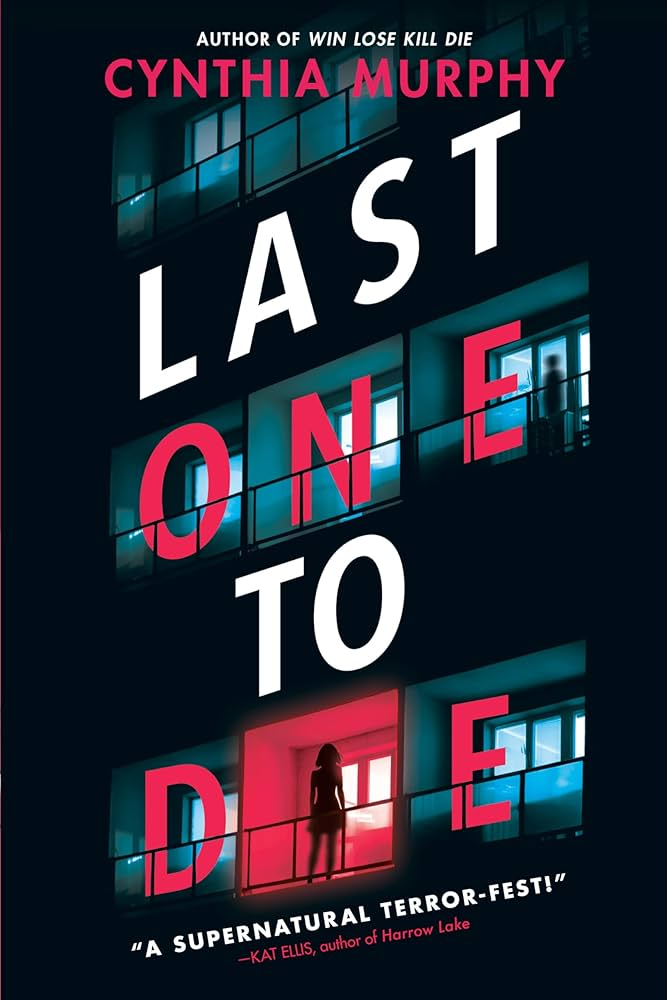 AUTHOR OF WIN LOSE KILL DIE
CYNTHIA MURPHY
LAST
ONE
TO
D E
"A SUPERNATURAL TERROR-FEST!"
—KAT ELLIS, author of Harrow Lake